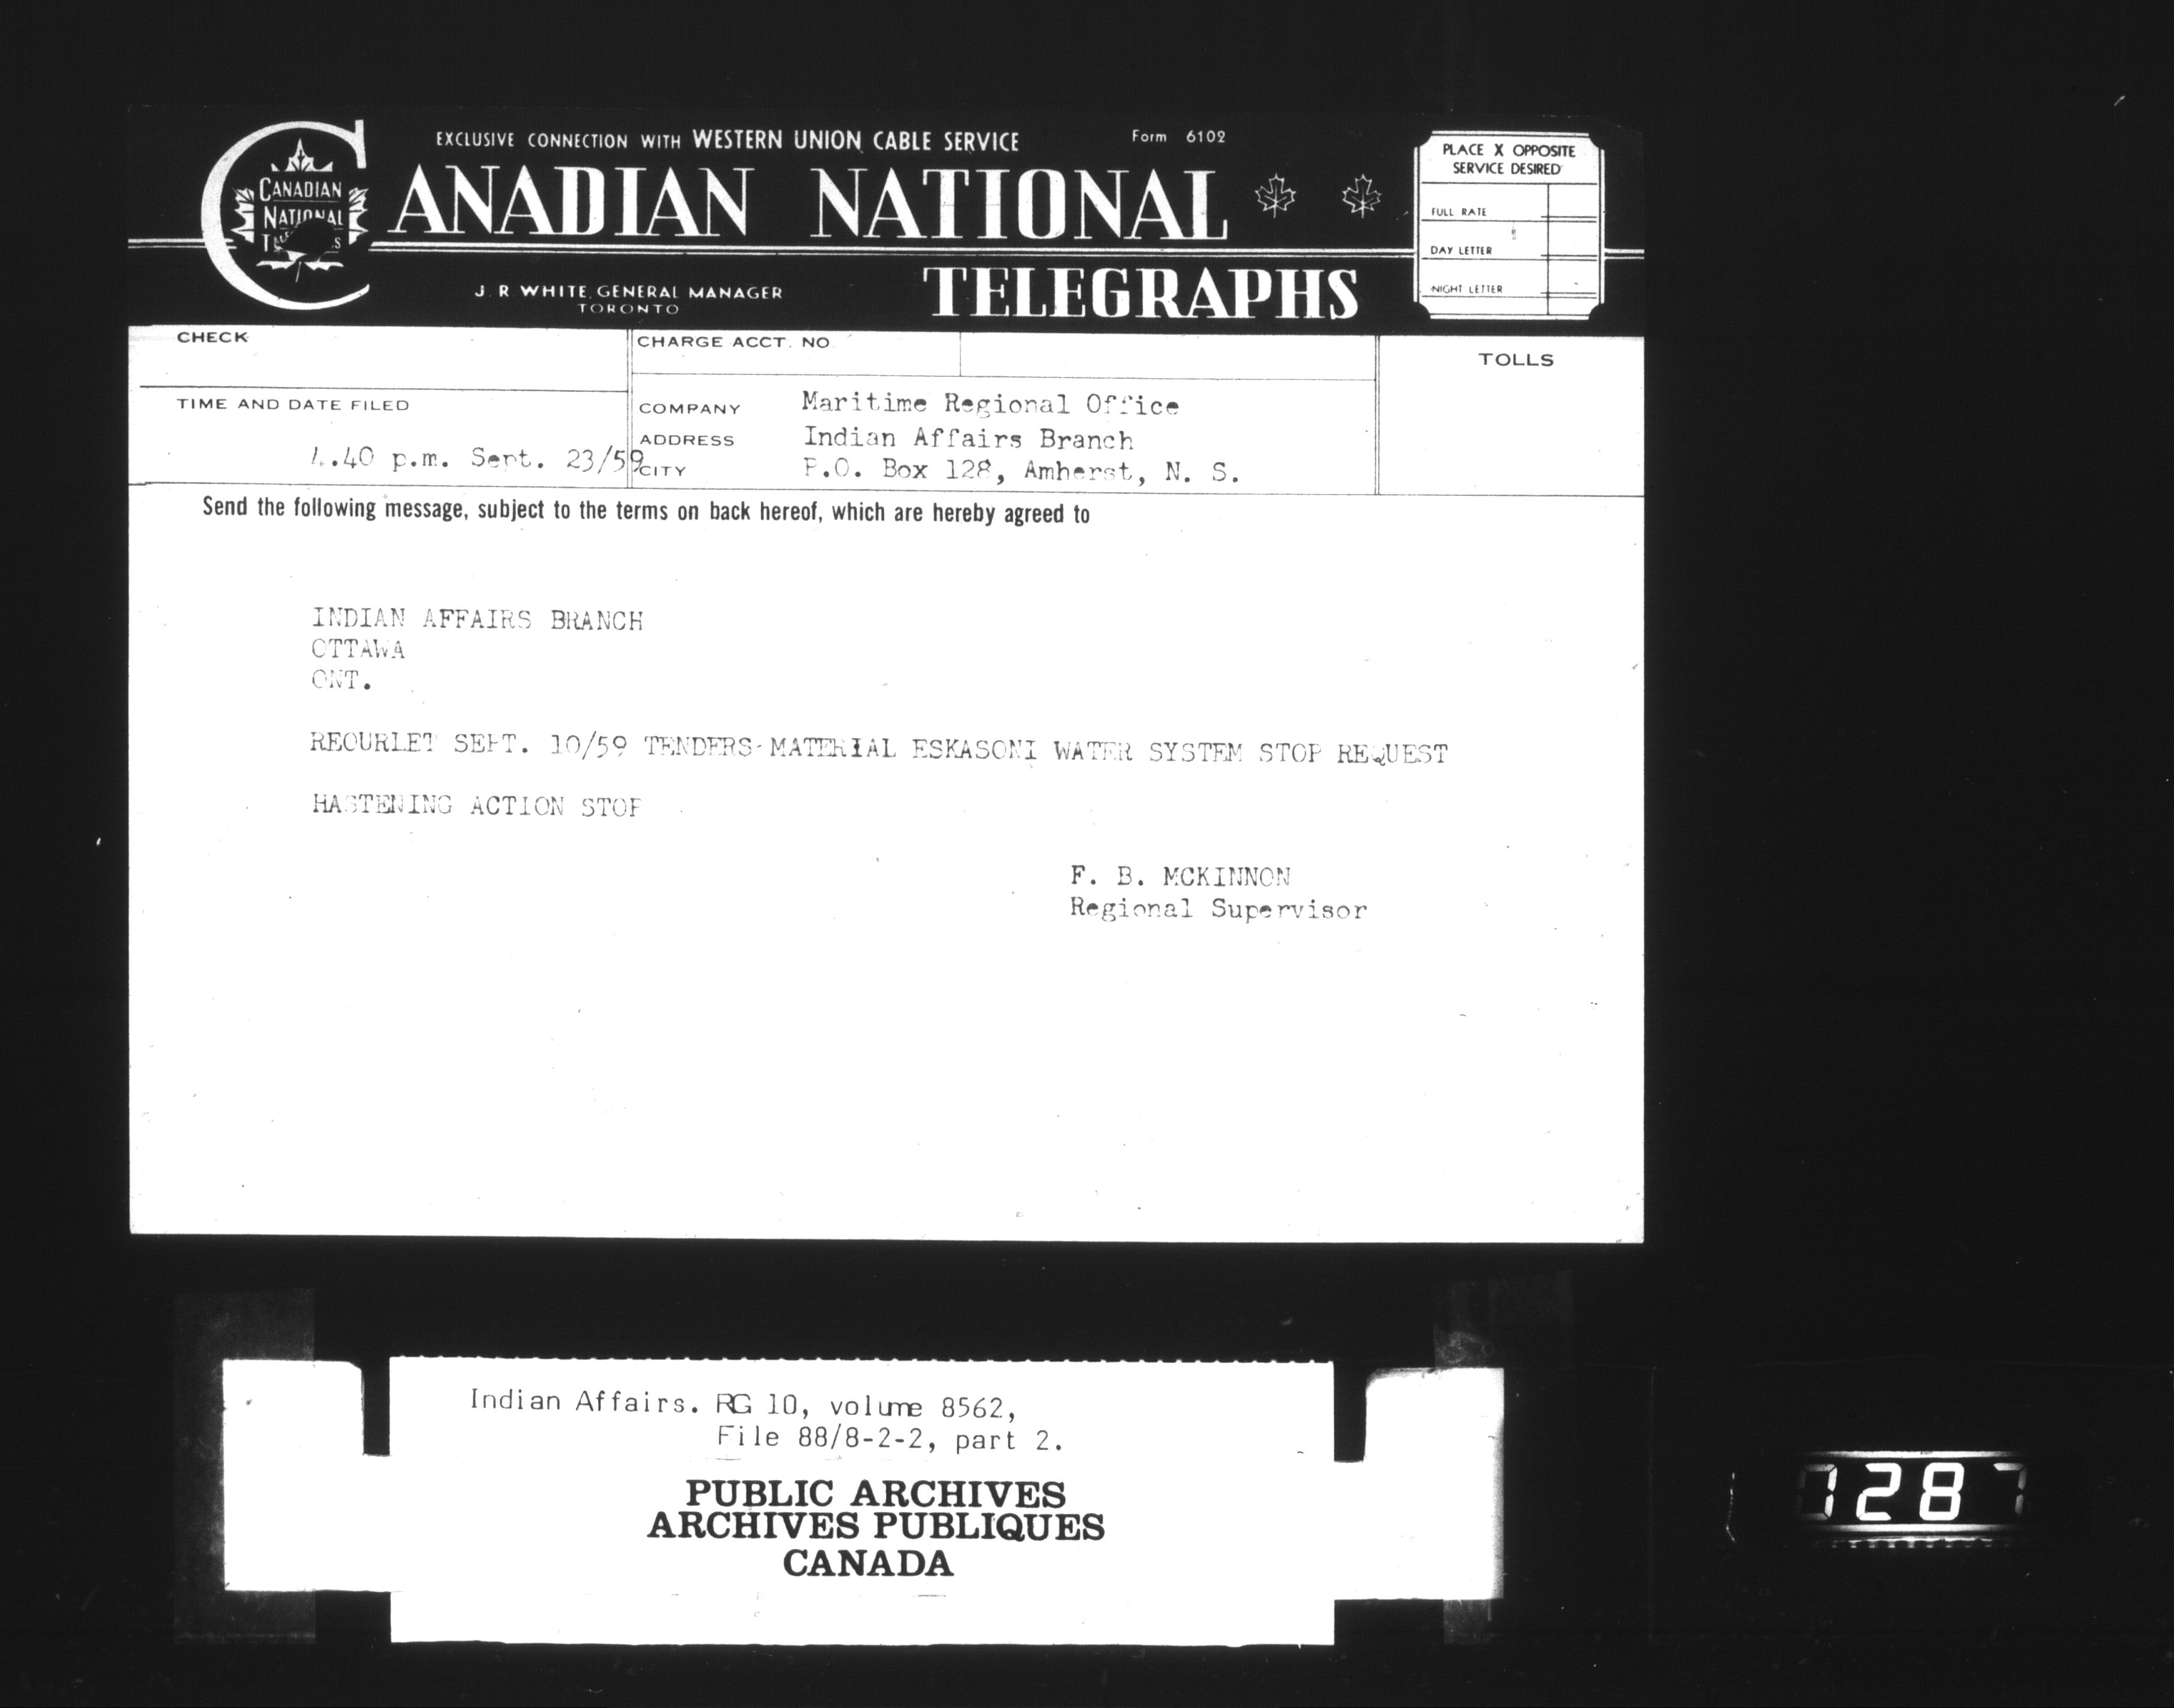 EXCLUSIVE CONNECTION WITH WESTERN UNION CABLE SERVICE
Form 6102
CANADIAN NATIONAL
TELEGRAPHS
CANADIAN
NATIONAL
J. R. WHITE, GENERAL MANAGER
TORONTO
PLACE X OPPOSITE
SERVICE DESIRED
FULL RATE
DAY LETTER
NIGHT LETTER
CHECK
CHARGE ACCT. NO.
TOLLS
TIME AND DATE FILED
4.40 p.m. Sept. 23/59
COMPANY Maritime Regional Office
ADDRESS Indian Affairs Branch
CITY P.O. Box 128, Amherst, N. S.
Send the following message, subject to the terms on back hereof, which are hereby agreed to
INDIAN AFFAIRS BRANCH
OTTAWA
ONT.
REOURLET SEPT. 10/59 TENDERS MATERIAL ESKASONI WATER SYSTEM STOP REQUEST
HASTENING ACTION STOP
F. B. MCKINNON
Regional Supervisor
Indian Affairs. RG 10, volume 8562,
File 88/8-2-2, part 2.
PUBLIC ARCHIVES
ARCHIVES PUBLIQUES
CANADA
1287